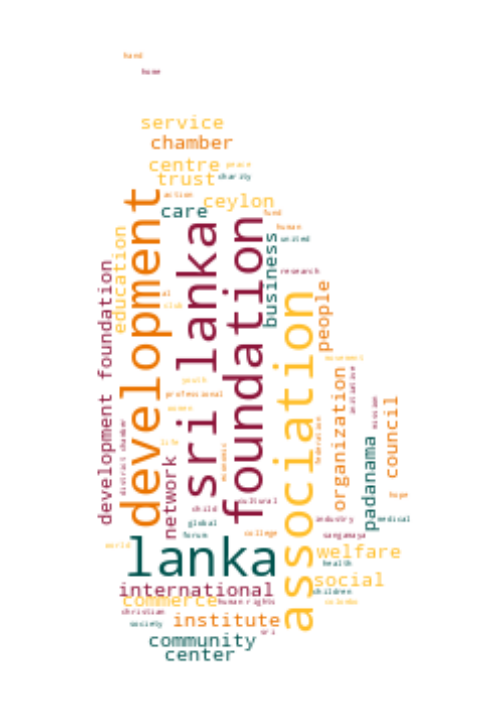 hand
home
service
chamber
centre
peace
trust
charity
action
care
ceylon
fund
human
united
education
development
sri lanka
foundation
business
research
people
development foundation
association
movement
youth
professional
women
initiative
organization
mission
council
life
district chamber
network
economic
federation
padanama
hope
cultural
child
global
forum
college
industry
medical
sangamaya
world
lanka
welfare
health
social
international
children
commerce
human rights
colombo
christian
society
institute
sri
community
center